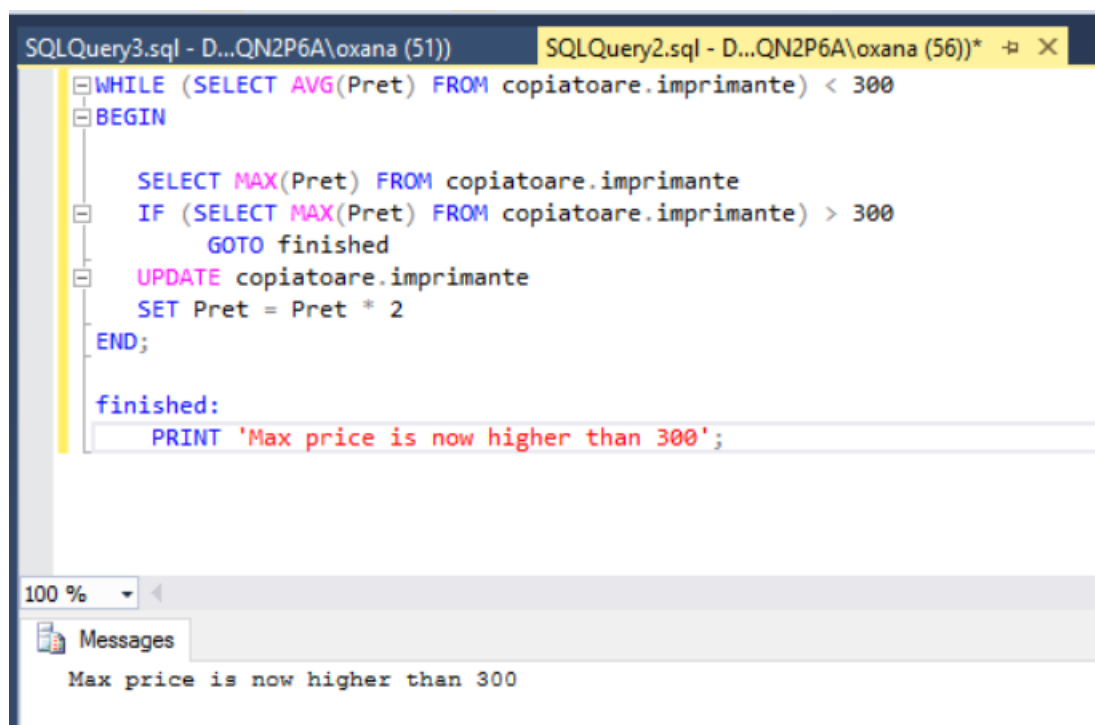 SQLQuery3.sql - D...QN2P6A\oxana (51)) SQLQuery2.sql - D...QN2P6A\oxana (56))*
WHILE (SELECT AVG(Pret) FROM copiatoare.imprimante) < 300
BEGIN
SELECT MAX(Pret) FROM copiatoare.imprimante
IF (SELECT MAX(Pret) FROM copiatoare.imprimante) > 300
GOTO finished
UPDATE copiatoare.imprimante
SET Pret = Pret * 2
END;
finished:
PRINT 'Max price is now higher than 300';
100 %
Messages
Max price is now higher than 300